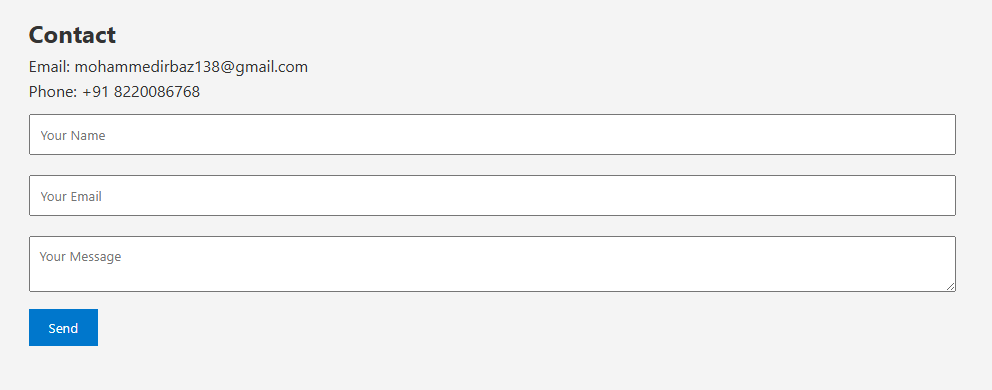 Contact
Email: mohammedirbaz138@gmail.com
Phone: +91 8220086768
Your Name
Your Email
Your Message
Send